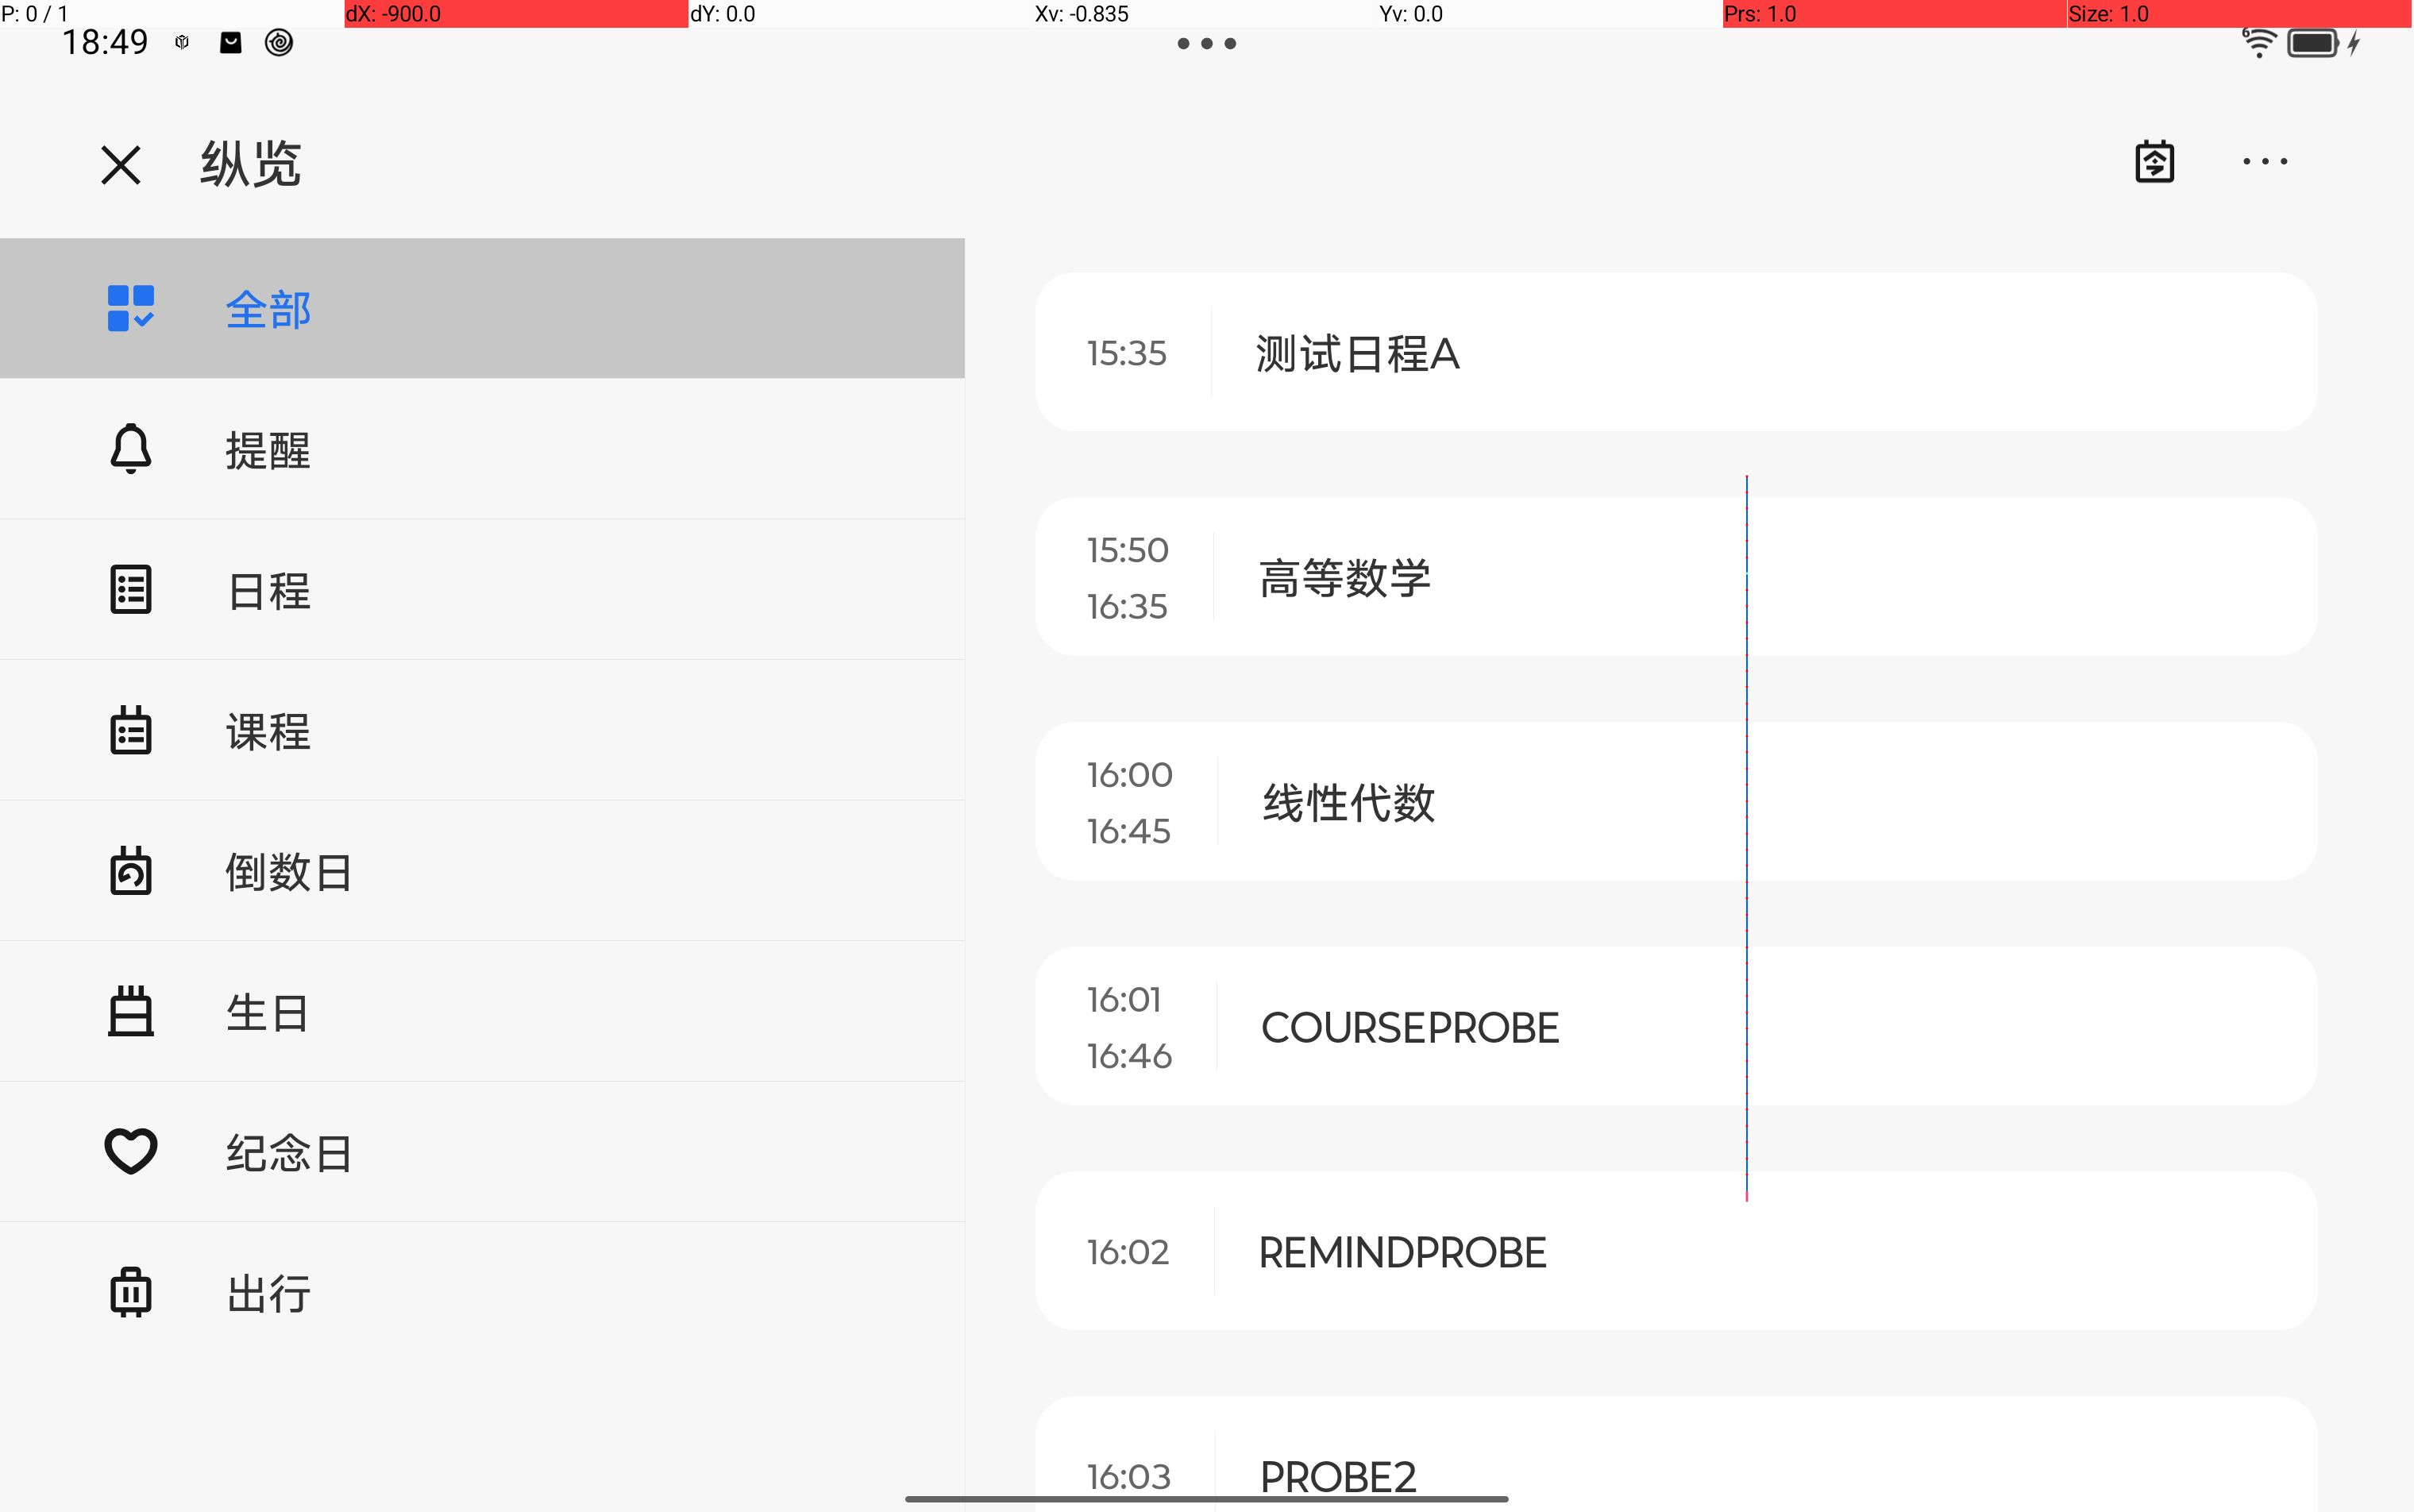 P: 0 / 1
dX: -900.0
dY: 0.0
Xv: -0.835
Yv: 0.0
Prs: 1.0
Size: 1.0
18:49
6
纵览
今
全部
提醒
日程
课程
倒数日
生日
纪念日
出行
15:35
测试日程A
15:50
16:35
高等数学
16:00
16:45
线性代数
16:01
16:46
COURSEPROBE
16:02
REMINDPROBE
16:03
PROBE2